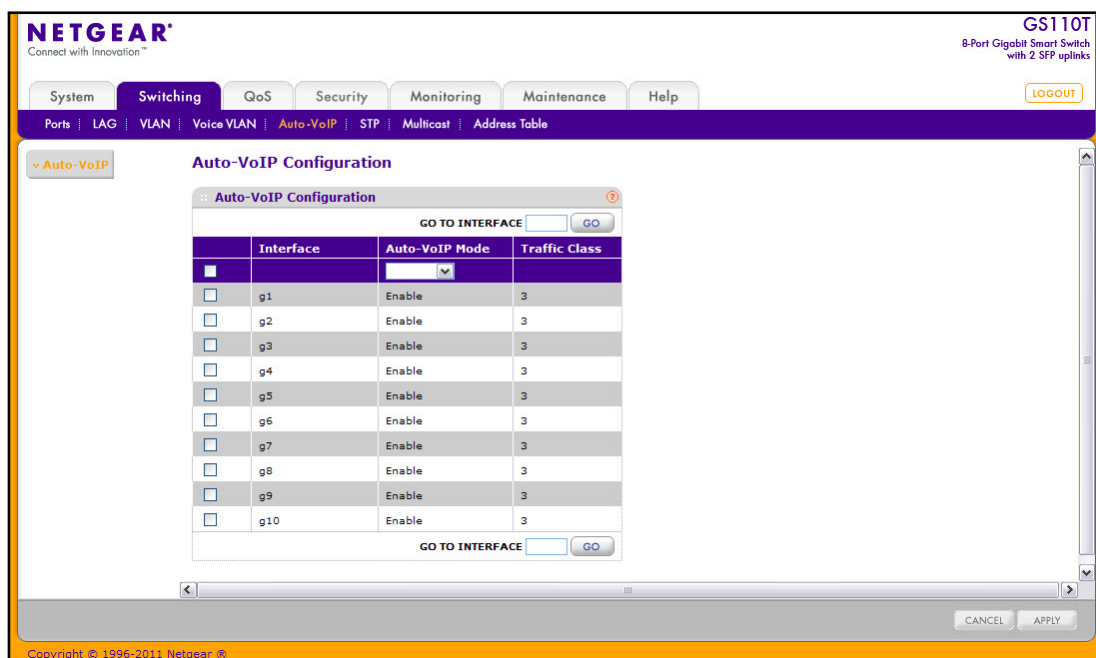 NETGEAR®
Connect with Innovation™
GS110T
8-Port Gigabit Smart Switch
with 2 SFP uplinks
System Switching QoS Security Monitoring Maintenance Help LOGOUT
Ports LAG VLAN Voice VLAN Auto-VoIP STP Multicast Address Table
Auto-VoIP
Auto-VoIP Configuration
Auto-VoIP Configuration ?
GO TO INTERFACE GO
Interface Auto-VoIP Mode Traffic Class
g1 Enable 3
g2 Enable 3
g3 Enable 3
g4 Enable 3
g5 Enable 3
g6 Enable 3
g7 Enable 3
g8 Enable 3
g9 Enable 3
g10 Enable 3
GO TO INTERFACE GO
CANCEL APPLY
Copyright © 1996-2011 Netgear ®